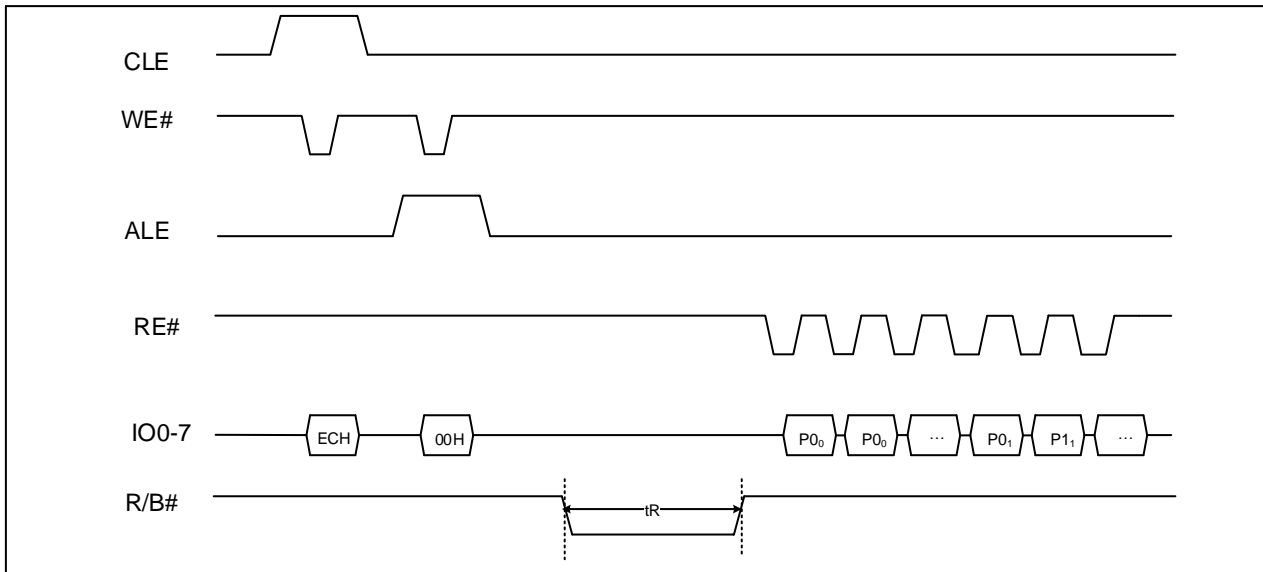 CLE
WE#
ALE
RE#
IO0-7 ECH 00H P0₀ P0₀ ... P0₁ P1₁ ...
R/B# tR